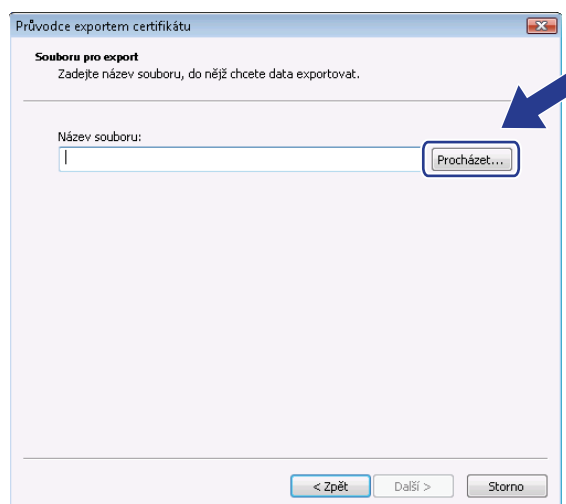 Průvodce exportem certifikátu
Souboru pro export
Zadejte název souboru, do nějž chcete data exportovat.
Název souboru:
Procházet...
< Zpět Další > Storno